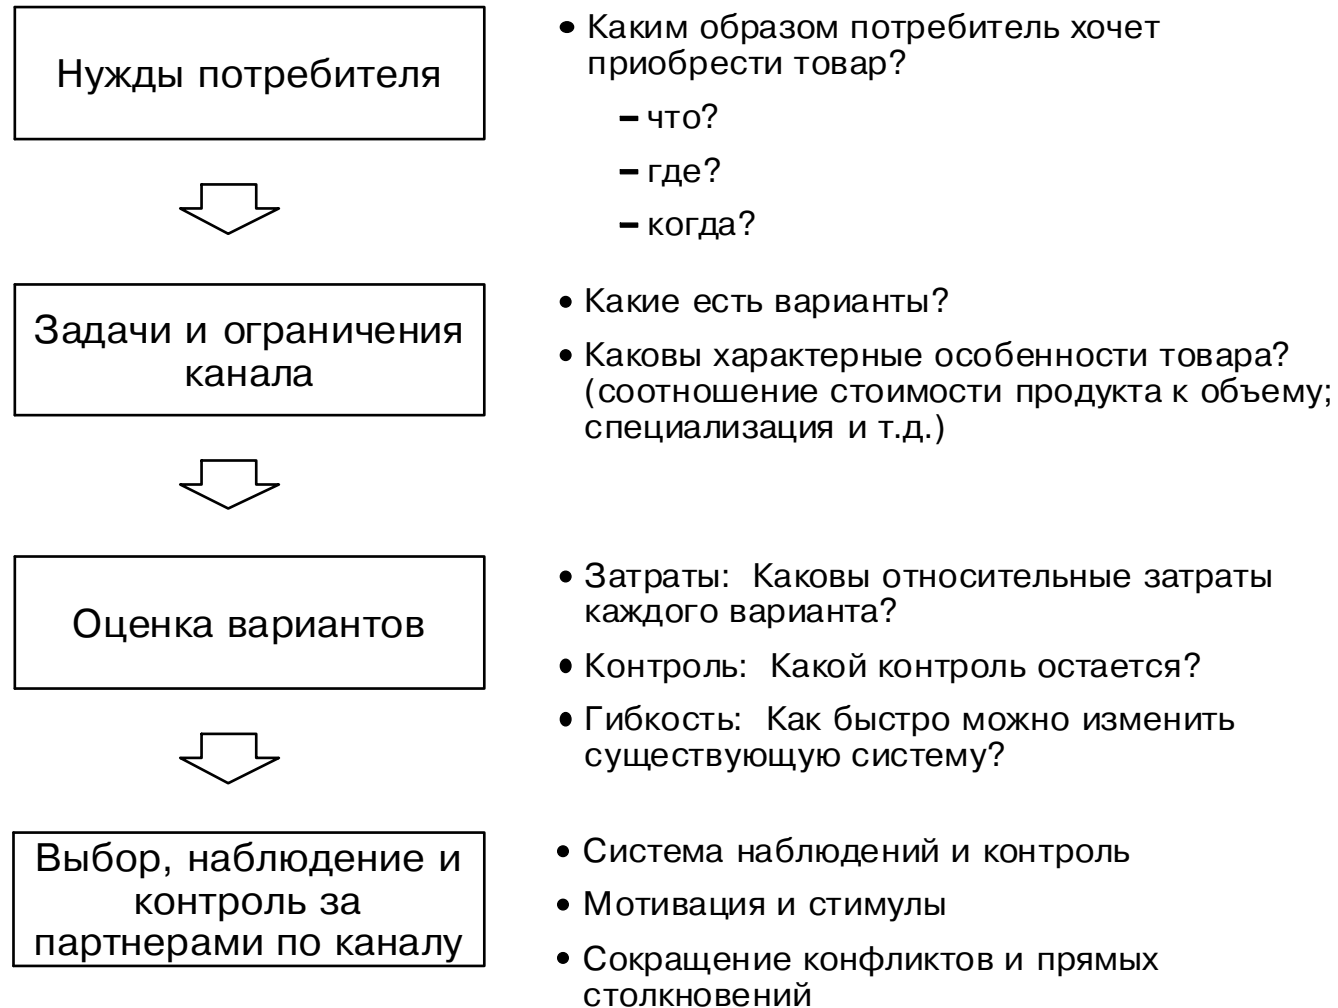 Нужды потребителя
• Каким образом потребитель хочет
приобрести товар?
– что?
– где?
– когда?
Задачи и ограничения
канала
• Какие есть варианты?
• Каковы характерные особенности товара?
(соотношение стоимости продукта к объему;
специализация и т.д.)
Оценка вариантов
• Затраты: Каковы относительные затраты
каждого варианта?
• Контроль: Какой контроль остается?
• Гибкость: Как быстро можно изменить
существующую систему?
Выбор, наблюдение и
контроль за
партнерами по каналу
• Система наблюдений и контроль
• Мотивация и стимулы
• Сокращение конфликтов и прямых
столкновений